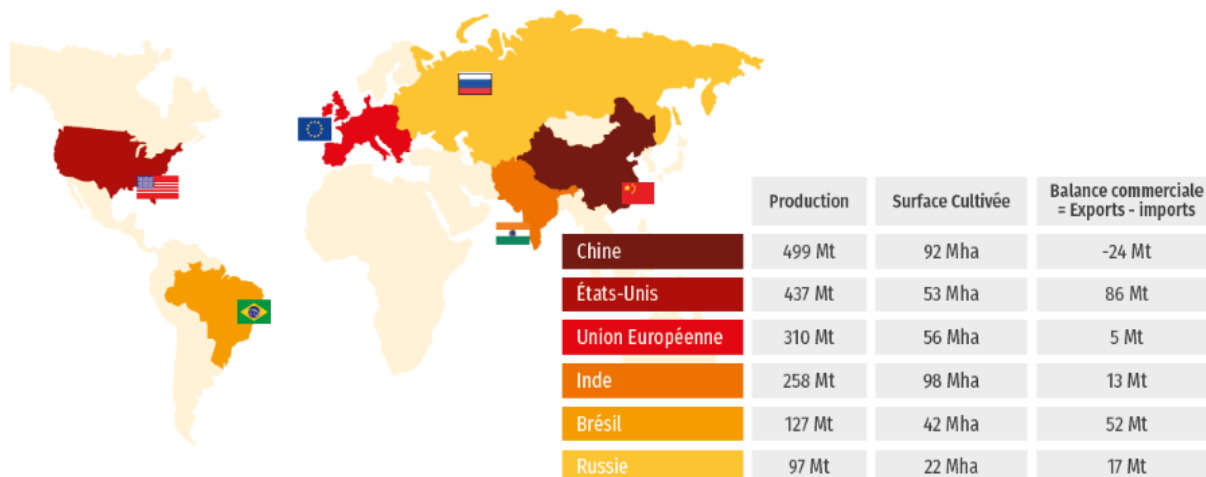 Production Surface Cultivée Balance commerciale
= Exports - imports
Chine 499 Mt 92 Mha -24 Mt
États-Unis 437 Mt 53 Mha 86 Mt
Union Européenne 310 Mt 56 Mha 5 Mt
Inde 258 Mt 98 Mha 13 Mt
Brésil 127 Mt 42 Mha 52 Mt
Russie 97 Mt 22 Mha 17 Mt